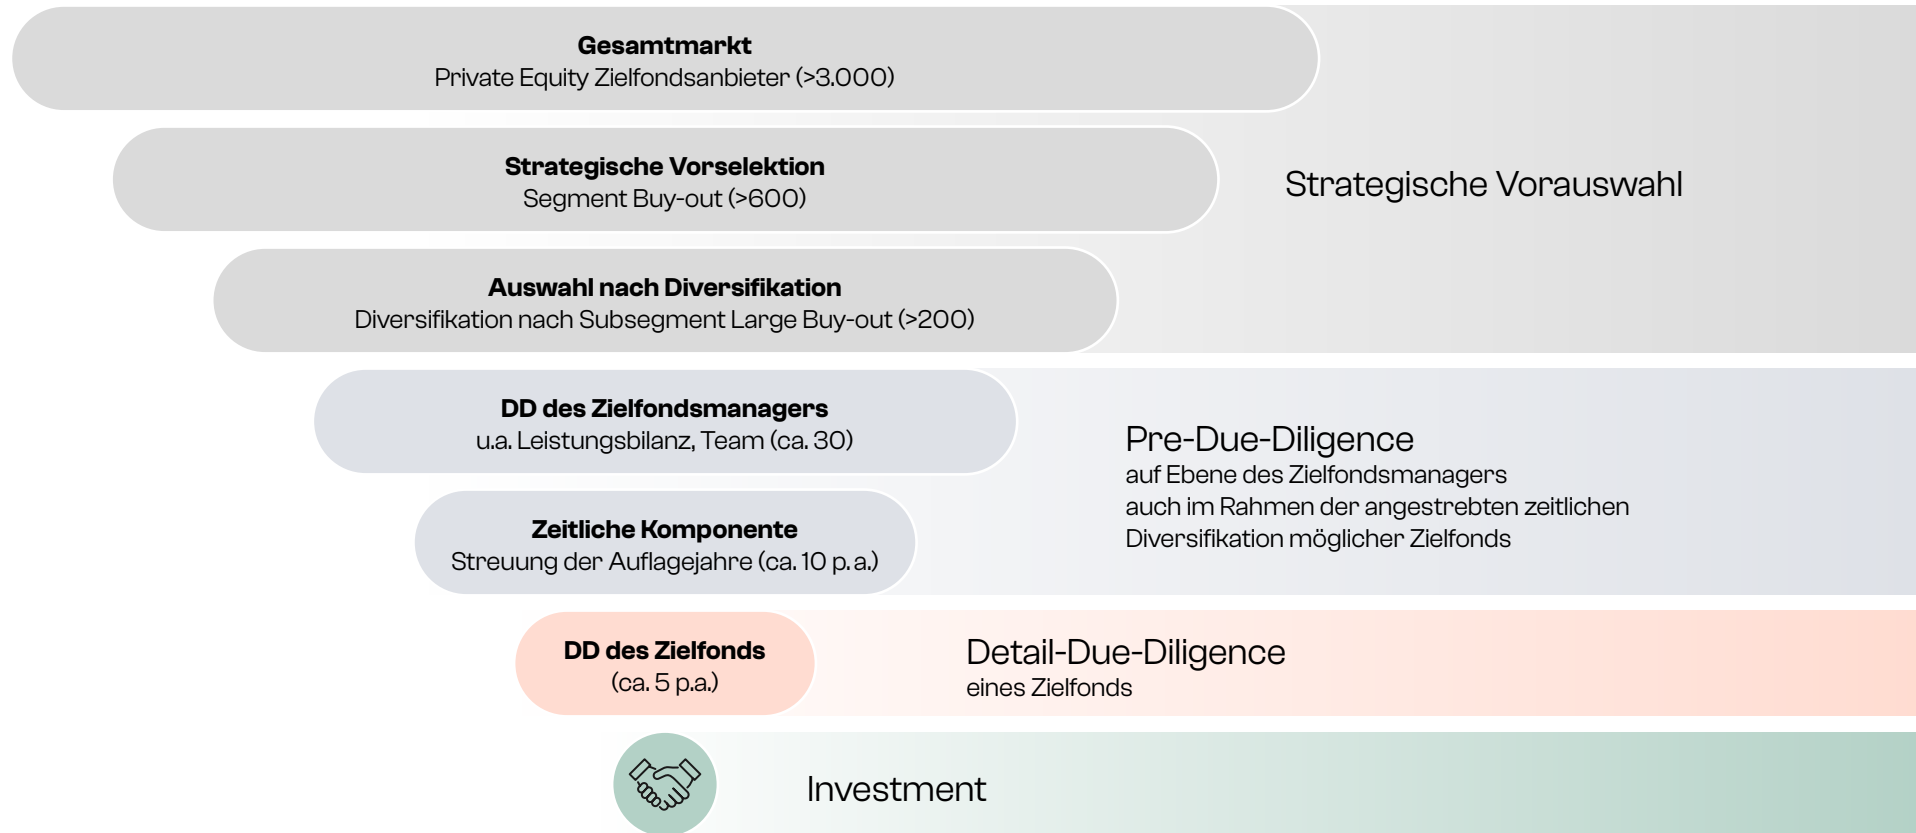 Gesamtmarkt
Private Equity Zielfondsanbieter (>3.000)
Strategische Vorselektion
Segment Buy-out (>600)
Strategische Vorauswahl
Auswahl nach Diversifikation
Diversifikation nach Subsegment Large Buy-out (>200)
DD des Zielfondsmanagers
u.a. Leistungsbilanz, Team (ca. 30)
Zeitliche Komponente
Streuung der Auflagejahre (ca. 10 p. a.)
Pre-Due-Diligence
auf Ebene des Zielfondsmanagers
auch im Rahmen der angestrebten zeitlichen
Diversifikation möglicher Zielfonds
DD des Zielfonds
(ca. 5 p.a.)
Detail-Due-Diligence
eines Zielfonds
Investment